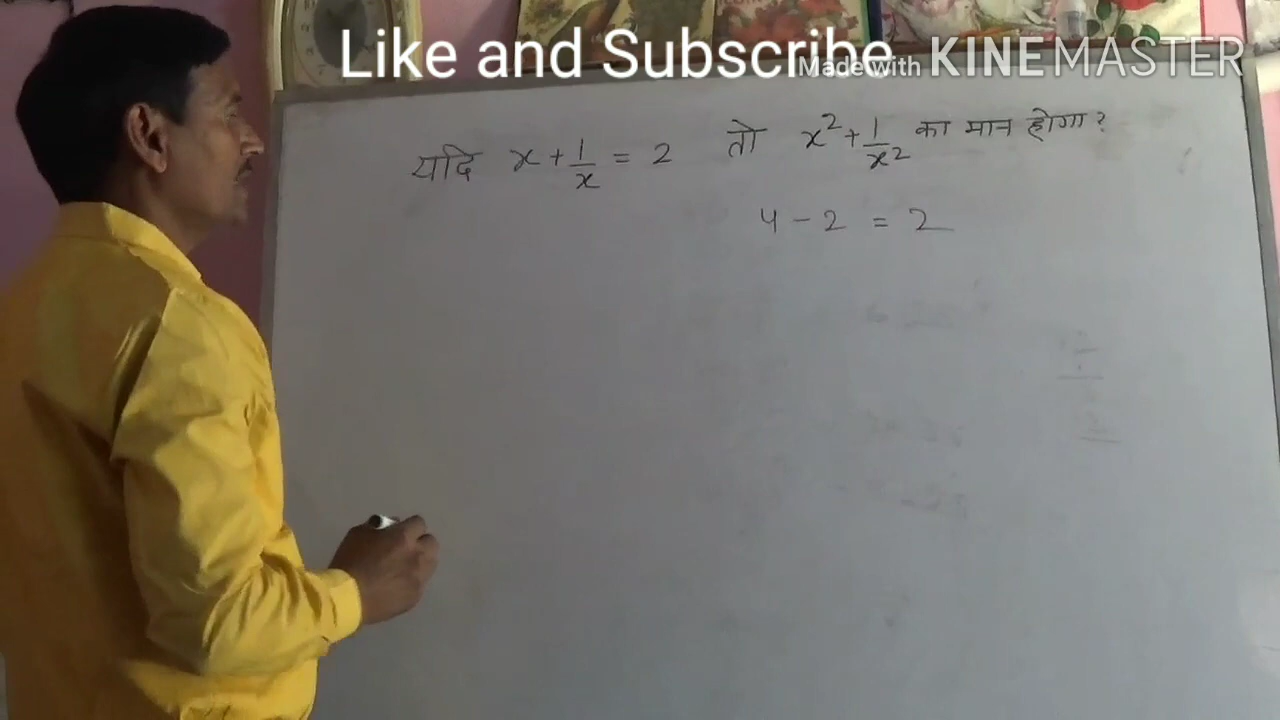 Like and Subscribe
Made with KINEMASTER
यदि x + 1/x = 2 तो x² + 1/x² का मान होगा ?
4 - 2 = 2